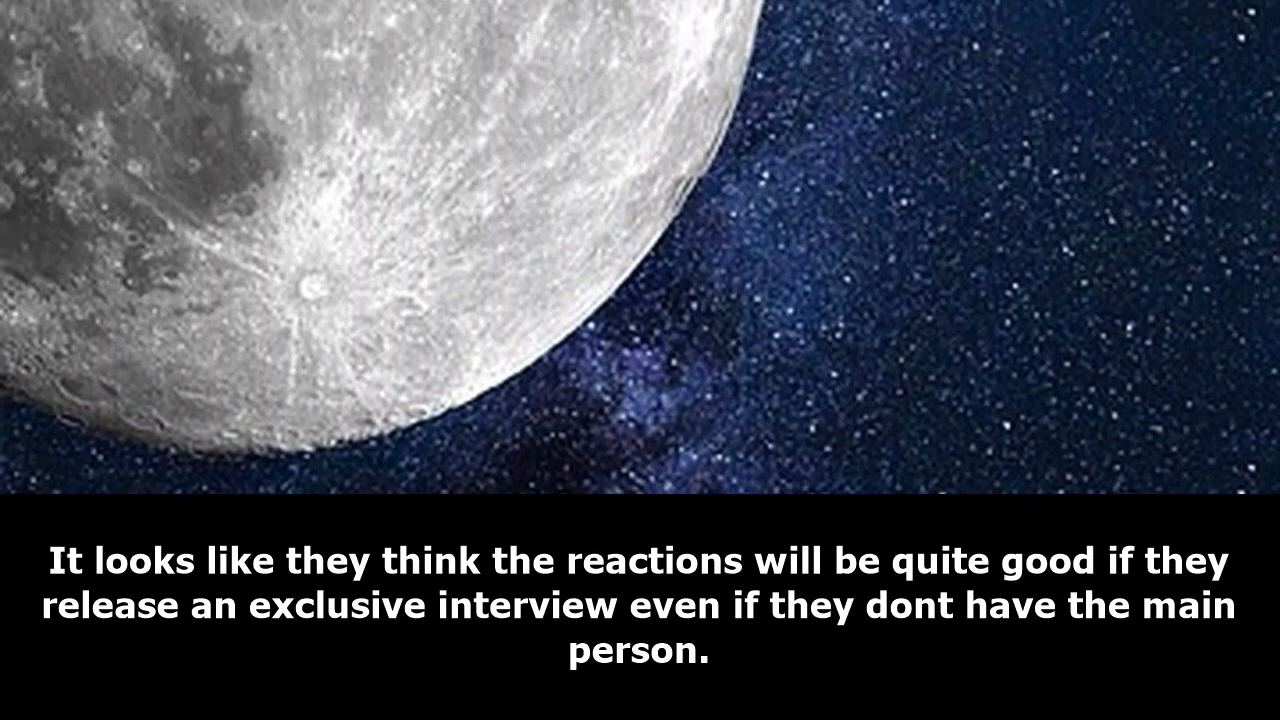 It looks like they think the reactions will be quite good if they
release an exclusive interview even if they dont have the main
person.